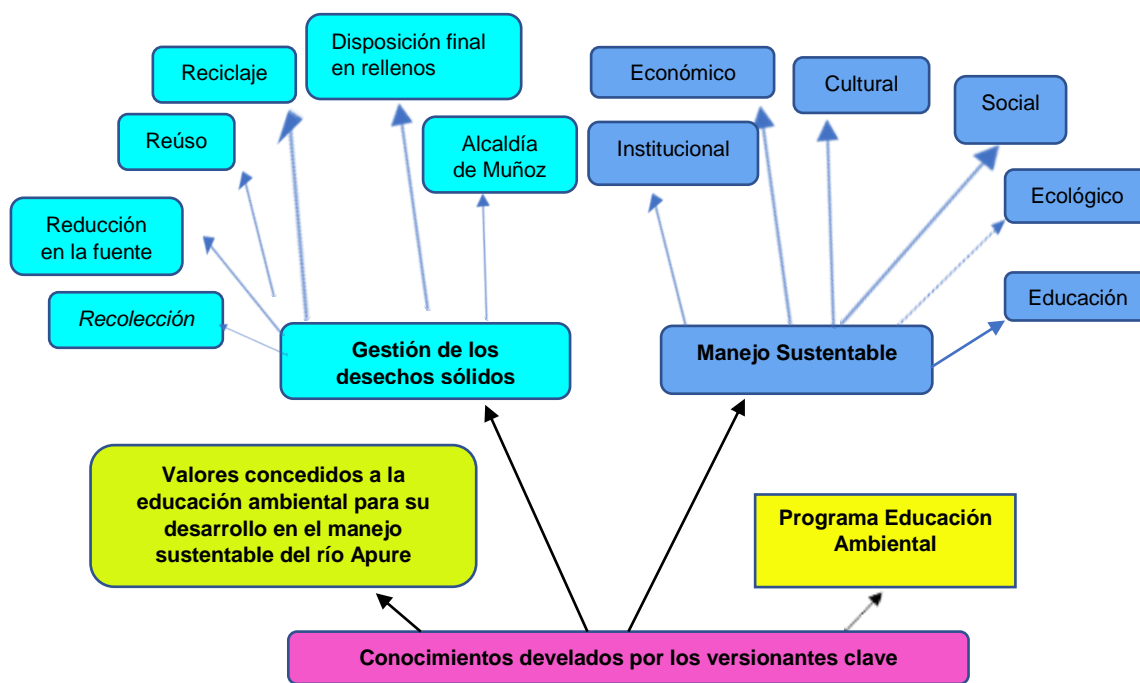 Disposición final
en rellenos
Reciclaje
Reúso
Alcaldía
de Muñoz
Reducción
en la fuente
Recolección
Económico
Cultural
Social
Institucional
Ecológico
Educación
Gestión de los
desechos sólidos
Manejo Sustentable
Valores concedidos a la
educación ambiental para su
desarrollo en el manejo
sustentable del río Apure
Programa Educación
Ambiental
Conocimientos develados por los versionantes clave